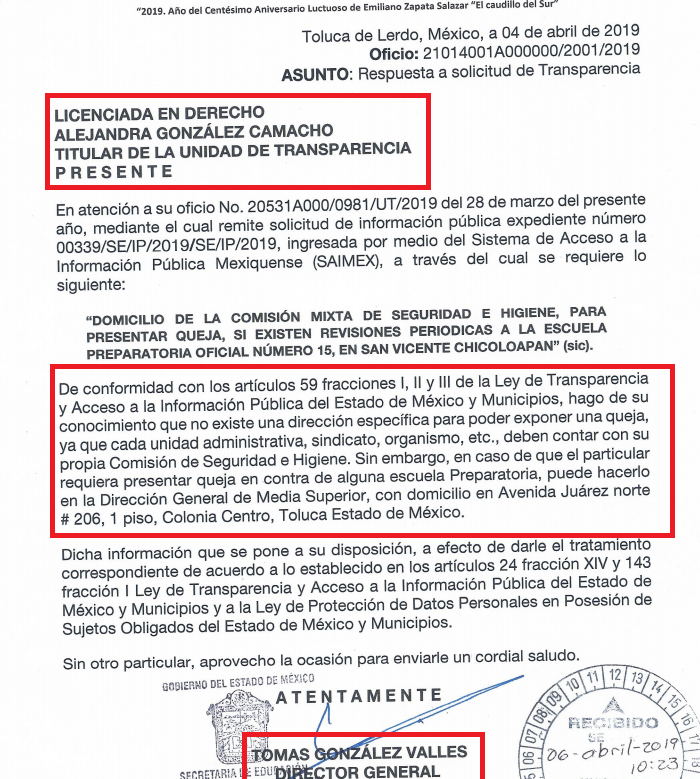 "2019. Año del Centésimo Aniversario Luctuoso de Emiliano Zapata Salazar "El caudillo del Sur"
Toluca de Lerdo, México, a 04 de abril de 2019
Oficio: 21014001A000000/2001/2019
ASUNTO: Respuesta a solicitud de Transparencia
LICENCIADA EN DERECHO
ALEJANDRA GONZÁLEZ CAMACHO
TITULAR DE LA UNIDAD DE TRANSPARENCIA
P R E S E N T E
En atención a su oficio No. 20531A000/0981/UT/2019 del 28 de marzo del presente
año, mediante el cual remite solicitud de información pública expediente número
00339/SE/IP/2019/SE/IP/2019, ingresada por medio del Sistema de Acceso a la
Información Pública Mexiquense (SAIMEX), a través del cual se requiere lo
siguiente:
"DOMICILIO DE LA COMISIÓN MIXTA DE SEGURIDAD E HIGIENE, PARA
PRESENTAR QUEJA, SI EXISTEN REVISIONES PERIODICAS A LA ESCUELA
PREPARATORIA OFICIAL NÚMERO 15, EN SAN VICENTE CHICOLOAPAN" (sic).
De conformidad con los artículos 59 fracciones I, II y III de la Ley de Transparencia
y Acceso a la Información Pública del Estado de México y Municipios, hago de su
conocimiento que no existe una dirección específica para poder exponer una queja,
ya que cada unidad administrativa, sindicato, organismo, etc., deben contar con su
propia Comisión de Seguridad e Higiene. Sin embargo, en caso de que el particular
requiera presentar queja en contra de alguna escuela Preparatoria, puede hacerlo
en la Dirección General de Media Superior, con domicilio en Avenida Juárez norte
# 206, 1 piso, Colonia Centro, Toluca Estado de México.
Dicha información que se pone a su disposición, a efecto de darle el tratamiento
correspondiente de acuerdo a lo establecido en los artículos 24 fracción XIV y 143
fracción I Ley de Transparencia y Acceso a la Información Pública del Estado de
México y Municipios y a la Ley de Protección de Datos Personales en Posesión de
Sujetos Obligados del Estado de México y Municipios.
Sin otro particular, aprovecho la ocasión para enviarle un cordial saludo.
GOBIERNO DEL ESTADO DE MÉXICO
ATENTAMENTE
TOMAS GONZÁLEZ VALLES
DIRECTOR GENERAL
SECRETARIA DE EDUCACIÓN
06 07 08 09 10 11 12 13 14 15 16
RECIBIDO
SE
06-abril-2019
10:23